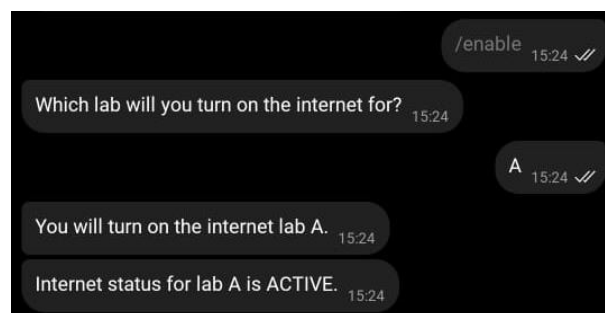 /enable 15:24
Which lab will you turn on the internet for? 15:24
A 15:24
You will turn on the internet lab A. 15:24
Internet status for lab A is ACTIVE. 15:24